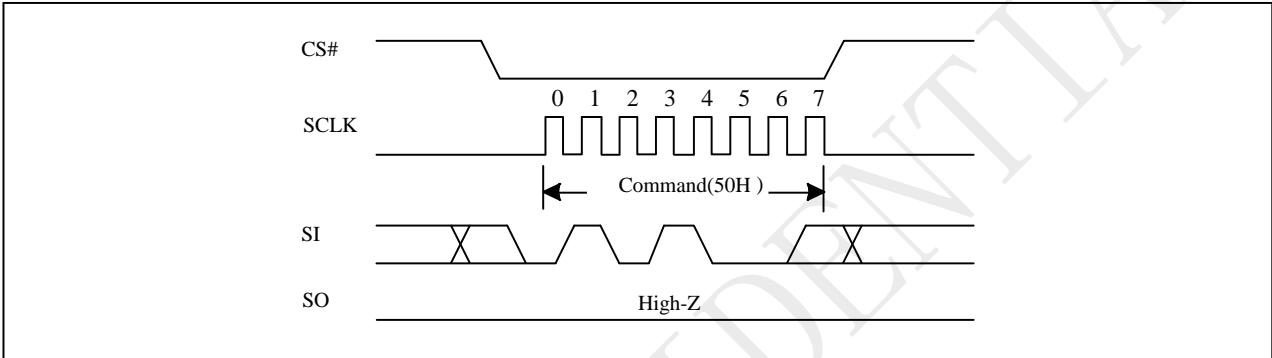 CS#
0 1 2 3 4 5 6 7
SCLK
Command(50H )
SI
SO
High-Z